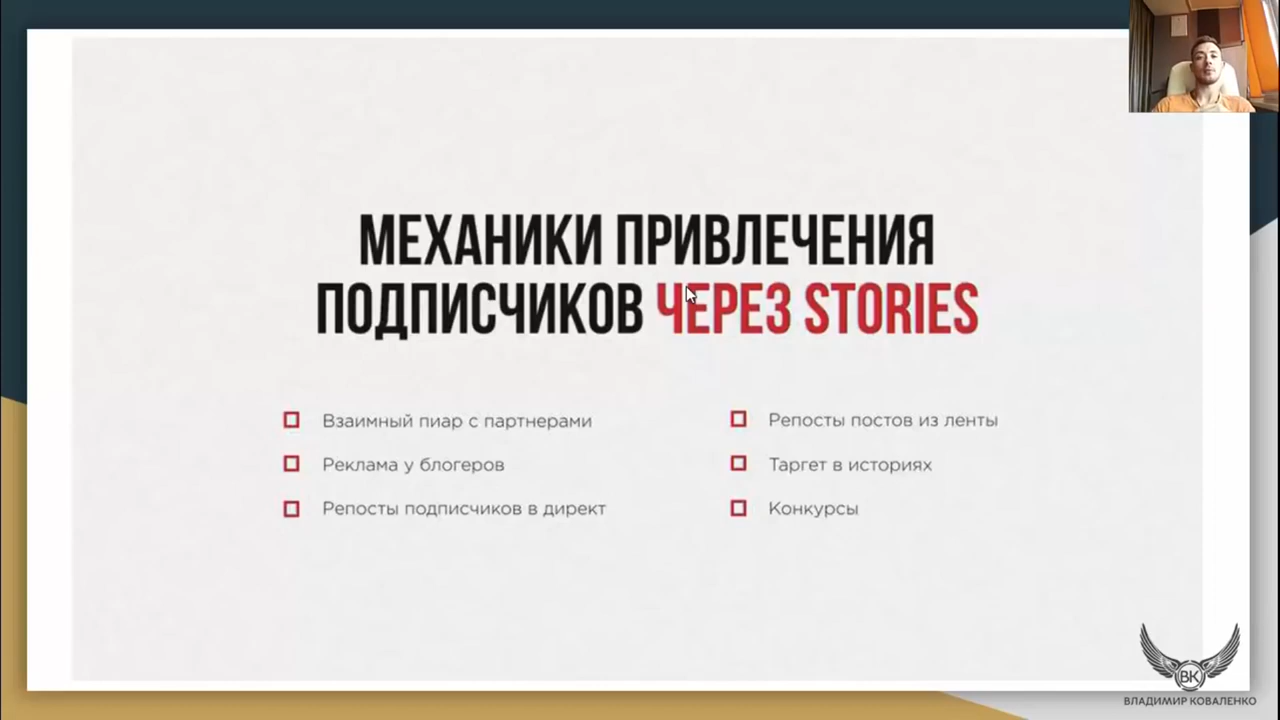 МЕХАНИКИ ПРИВЛЕЧЕНИЯ
ПОДПИСЧИКОВ ЧЕРЕЗ STORIES
Взаимный пиар с партнерами
Реклама у блогеров
Репосты подписчиков в директ
Репосты постов из ленты
Таргет в историях
Конкурсы
ВК
ВЛАДИМИР КОВАЛЕНКО